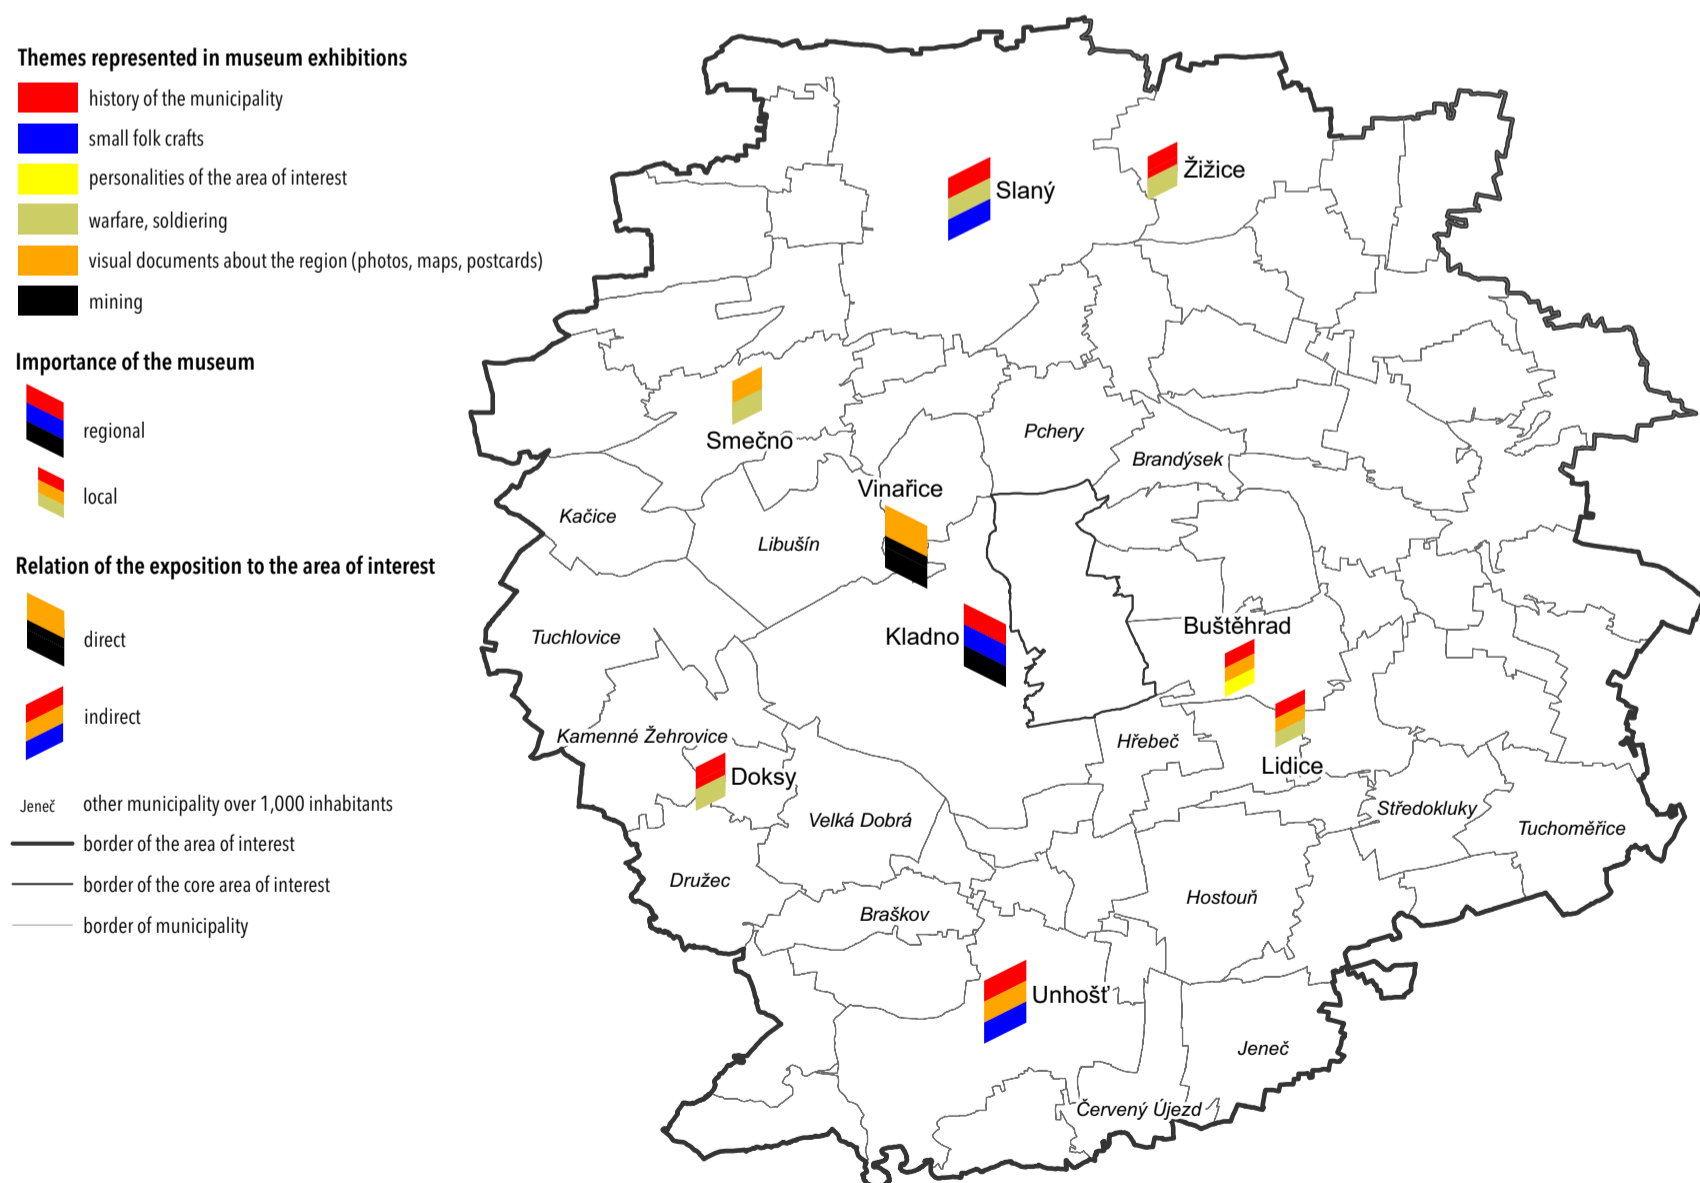 Themes represented in museum exhibitions
history of the municipality
small folk crafts
personalities of the area of interest
warfare, soldiering
visual documents about the region (photos, maps, postcards)
mining
Importance of the museum
regional
local
Relation of the exposition to the area of interest
direct
indirect
Jeneč other municipality over 1,000 inhabitants
border of the area of interest
border of the core area of interest
border of municipality
Žižice
Slaný
Smečno
Pchery
Brandýsek
Vinařice
Kačice
Libušín
Tuchlovice
Kladno
Buštěhrad
Kamenné Žehrovice
Hřebeč
Lidice
Doksy
Velká Dobrá
Středokluky
Tuchoměřice
Družec
Hostouň
Braškov
Unhošť
Jeneč
Červený Újezd